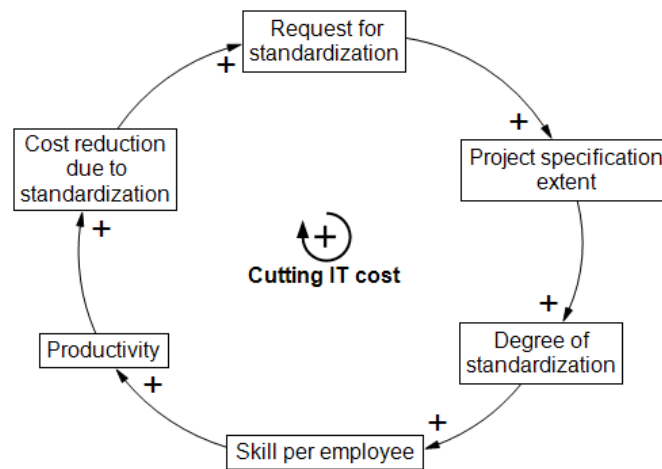 Request for
standardization
+
+
Cost reduction
due to
standardization
Project specification
extent
+
+
Cutting IT cost
+
Productivity
Degree of
standardization
+
+
Skill per employee